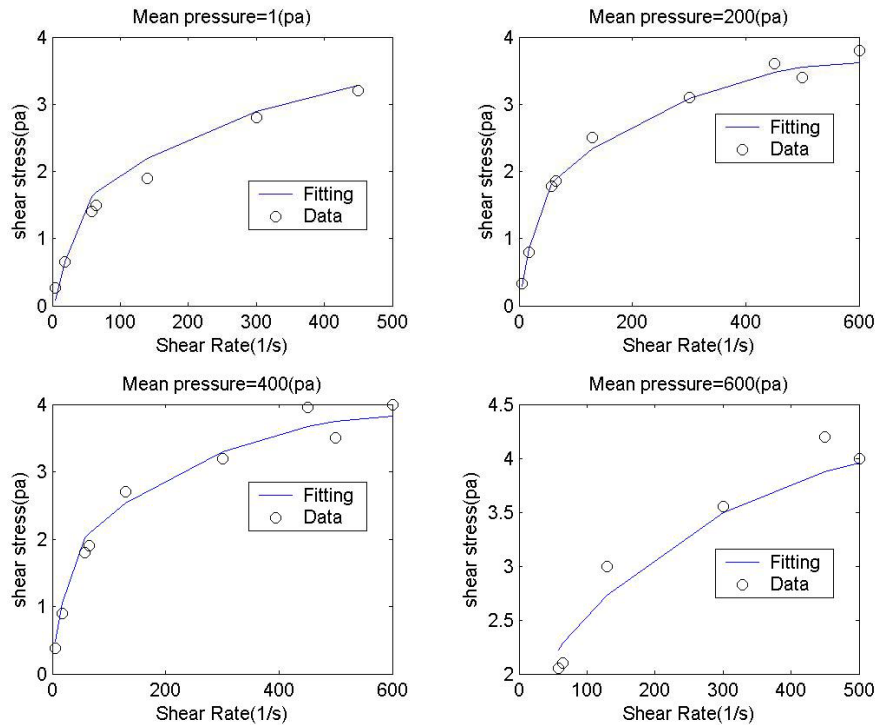 Mean pressure=1(pa)
4
3
2
1
0
shear stress(pa)
Fitting
Data
0 100 200 300 400 500
Shear Rate(1/s)
Mean pressure=200(pa)
4
3
2
1
0
shear stress(pa)
Fitting
Data
0 200 400 600
Shear Rate(1/s)
Mean pressure=400(pa)
4
3
2
1
0
shear stress(pa)
Fitting
Data
0 200 400 600
Shear Rate(1/s)
Mean pressure=600(pa)
4.5
4
3.5
3
2.5
2
shear stress(pa)
Fitting
Data
0 100 200 300 400 500
Shear Rate(1/s)